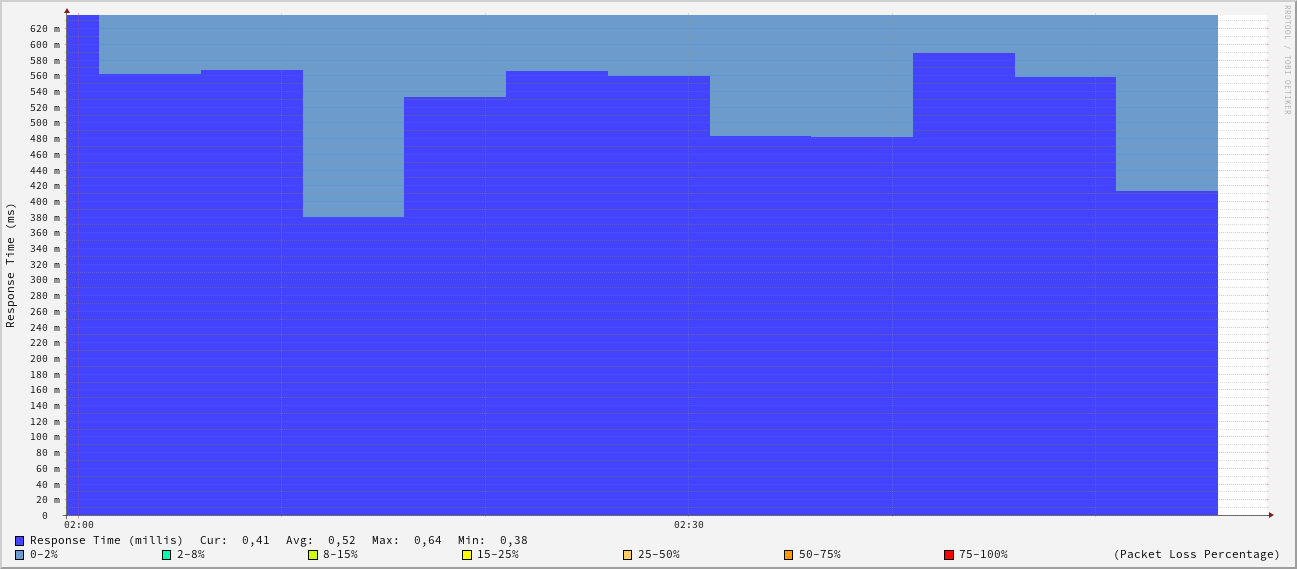 RRDTOOL / TOBI OETIKER
Response Time (ms)
620 m
600 m
580 m
560 m
540 m
520 m
500 m
480 m
460 m
440 m
420 m
400 m
380 m
360 m
340 m
320 m
300 m
280 m
260 m
240 m
220 m
200 m
180 m
160 m
140 m
120 m
100 m
80 m
60 m
40 m
20 m
0
02:00 02:30
Response Time (millis) Cur: 0,41 Avg: 0,52 Max: 0,64 Min: 0,38
0-2% 2-8% 8-15% 15-25% 25-50% 50-75% 75-100% (Packet Loss Percentage)